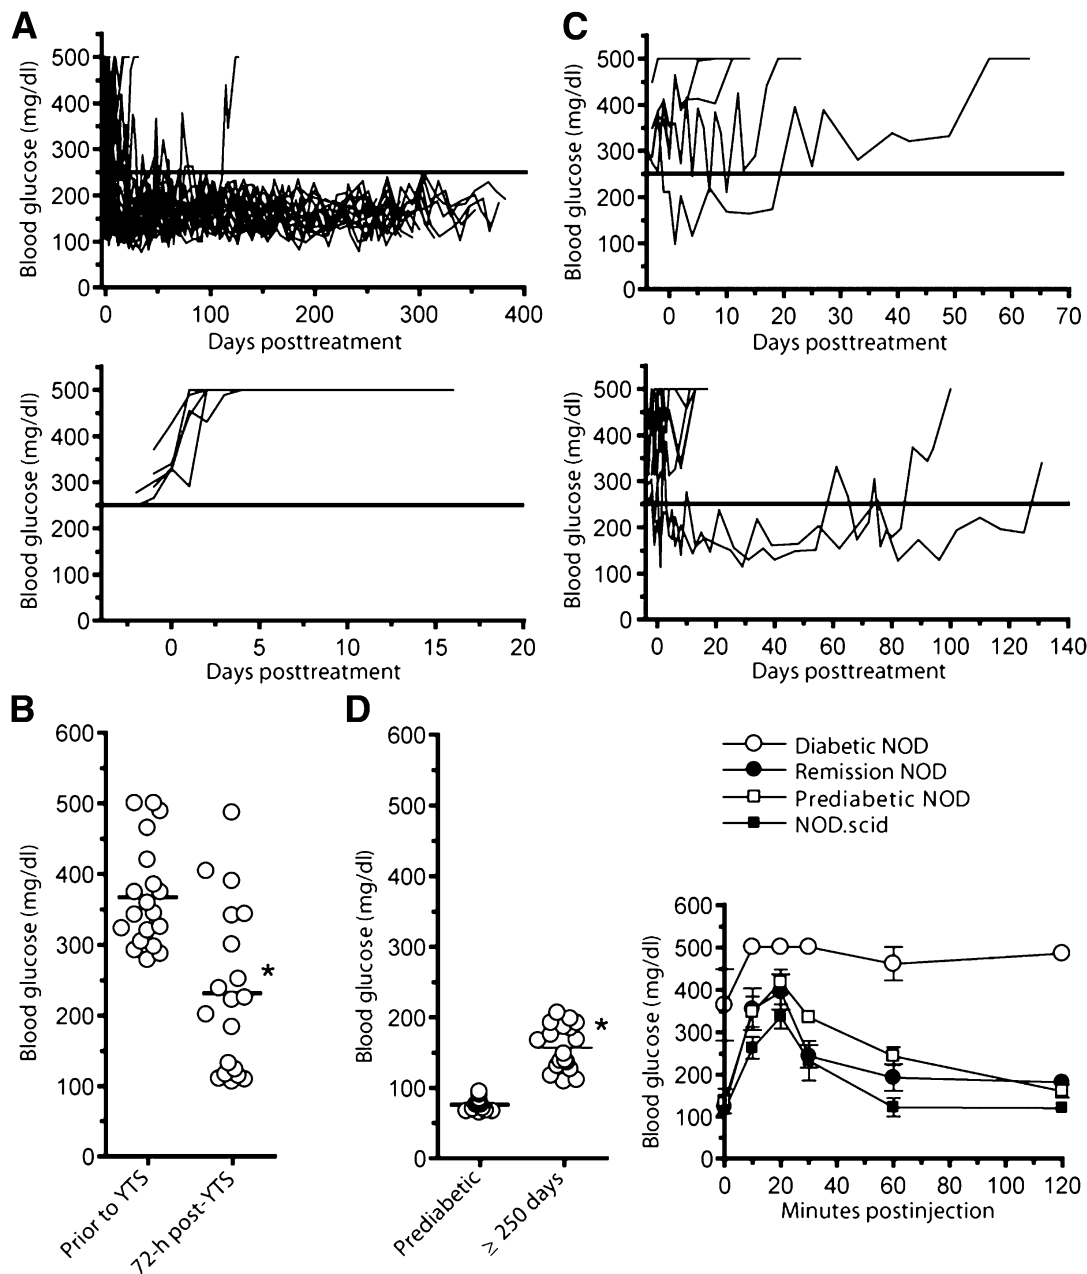 A
Blood glucose (mg/dl)
500
400
300
200
100
0
0 100 200 300 400
Days posttreatment
Blood glucose (mg/dl)
500
400
300
200
100
0
0 5 10 15 20
Days posttreatment
C
Blood glucose (mg/dl)
500
400
300
200
100
0
0 10 20 30 40 50 60 70
Days posttreatment
Blood glucose (mg/dl)
500
400
300
200
100
0
0 20 40 60 80 100 120 140
Days posttreatment
B
Blood glucose (mg/dl)
600
500
400
300
200
100
0
*
Prior to YTS
72-h post-YTS
D
Blood glucose (mg/dl)
600
500
400
300
200
100
0
*
Prediabetic
≥ 250 days
Diabetic NOD
Remission NOD
Prediabetic NOD
NOD.scid
Blood glucose (mg/dl)
600
500
400
300
200
100
0
0 20 40 60 80 100 120
Minutes postinjection